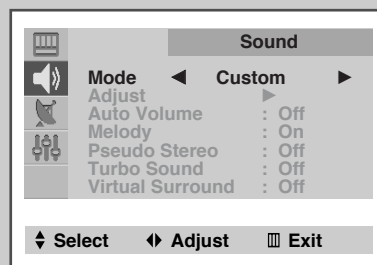 Sound
Mode ◀ Custom ▶
Adjust ▶
Auto Volume : Off
Melody : On
Pseudo Stereo : Off
Turbo Sound : Off
Virtual Surround : Off
Select Adjust Exit